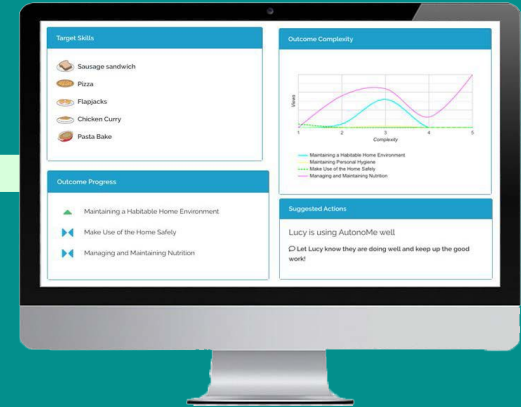 Target Skills
Sausage sandwich
Pizza
Flapjacks
Chicken Curry
Pasta Bake
Outcome Progress
Maintaining a Habitable Home Environment
Make Use of the Home Safely
Managing and Maintaining Nutrition
Outcome Complexity
Views
1 2 3 4 5
Complexity
Maintaining a Habitable Home Environment
Maintaining Personal Hygiene
Make Use of the Home Safely
Managing and Maintaining Nutrition
Suggested Actions
Lucy is using AutonoMe well
Let Lucy know they are doing well and keep up the good
work!